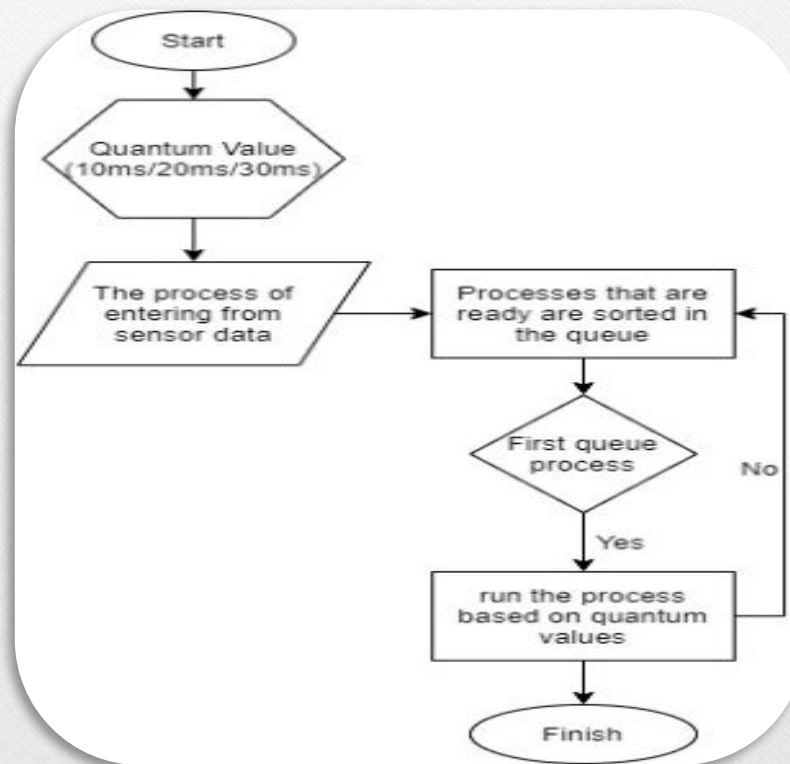 Start
Quantum Value
(10ms/20ms/30ms)
The process of
entering from
sensor data
Processes that are
ready are sorted in
the queue
First queue
process
No
Yes
run the process
based on quantum
values
Finish